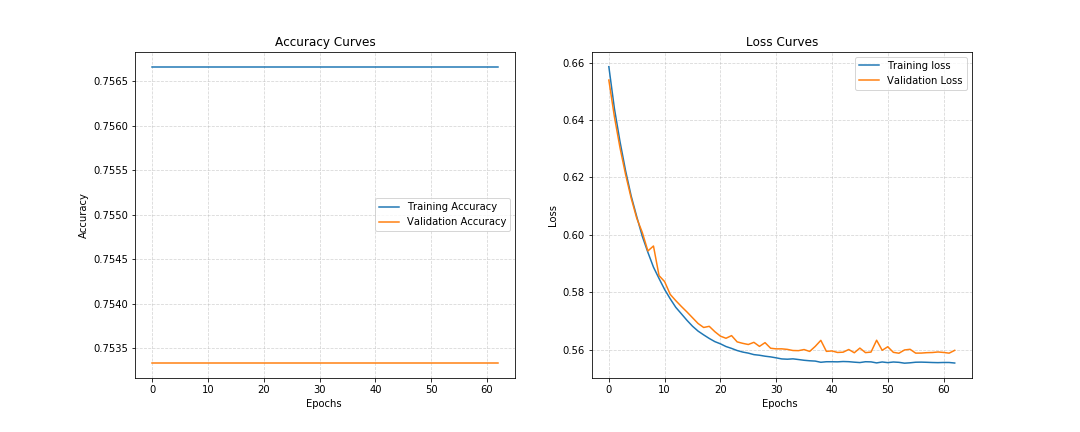 Accuracy Curves
0.7565
0.7560
0.7555
0.7550
0.7545
0.7540
0.7535
Accuracy
Training Accuracy
Validation Accuracy
0 10 20 30 40 50 60
Epochs
Loss Curves
0.66
0.64
0.62
0.60
0.58
0.56
Loss
Training loss
Validation Loss
0 10 20 30 40 50 60
Epochs